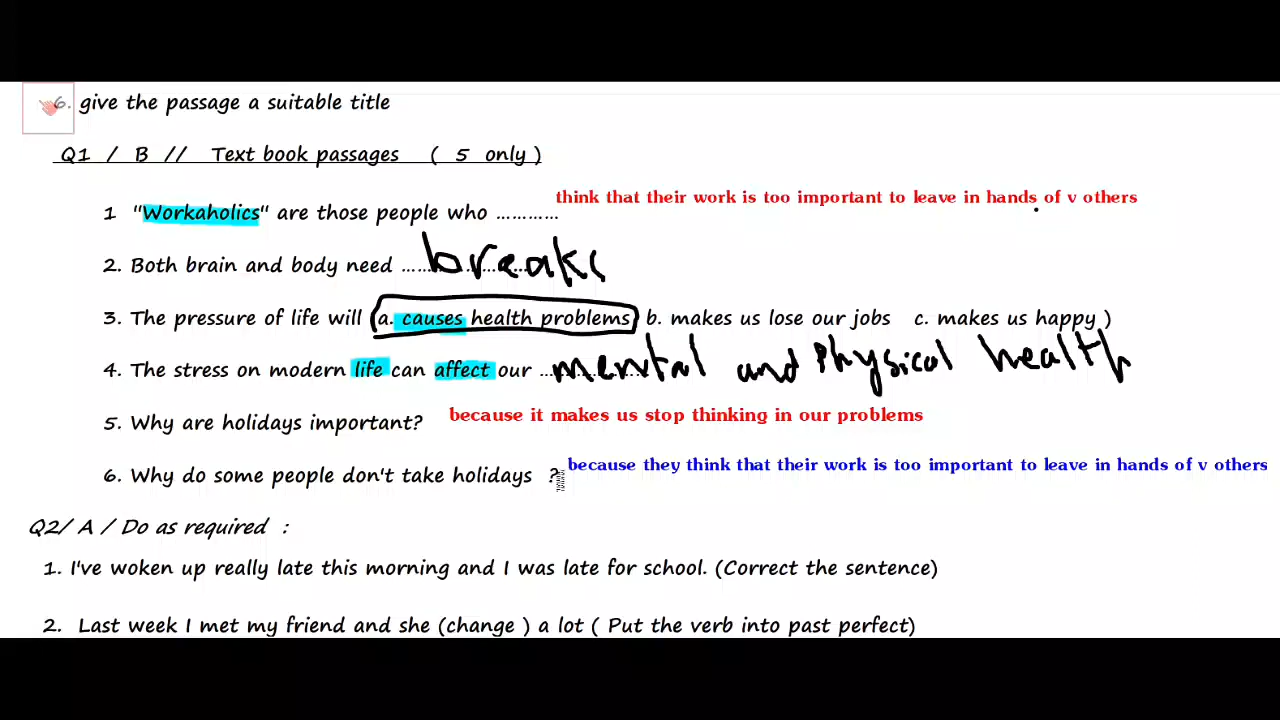 6. give the passage a suitable title
Q1 / B // Text book passages ( 5 only )
1 "Workaholics" are those people who ............ think that their work is too important to leave in hands of v others
2. Both brain and body need ............ breaks
3. The pressure of life will (a. causes health problems b. makes us lose our jobs c. makes us happy )
4. The stress on modern life can affect our ............ mental and Physical health
5. Why are holidays important? because it makes us stop thinking in our problems
6. Why do some people don't take holidays ? because they think that their work is too important to leave in hands of v others
Q2/ A / Do as required :
1. I've woken up really late this morning and I was late for school. (Correct the sentence)
2. Last week I met my friend and she (change ) a lot ( Put the verb into past perfect)